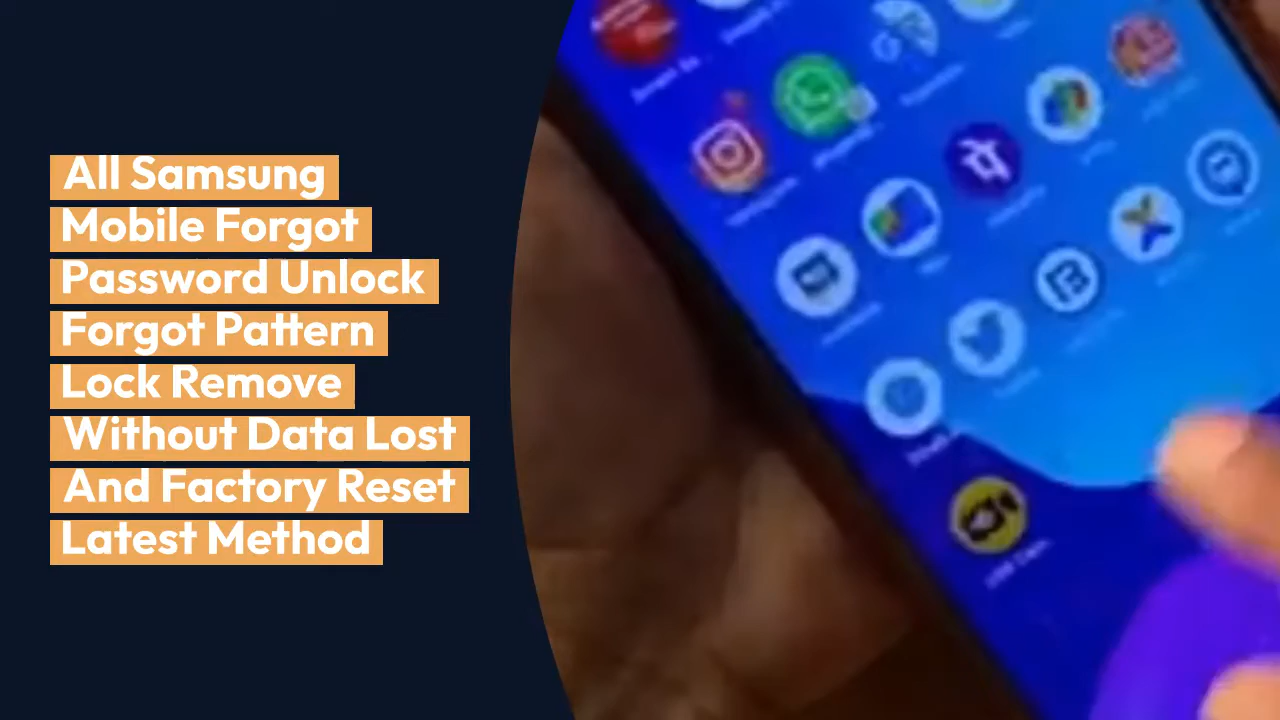 All Samsung
Mobile Forgot
Password Unlock
Forgot Pattern
Lock Remove
Without Data Lost
And Factory Reset
Latest Method